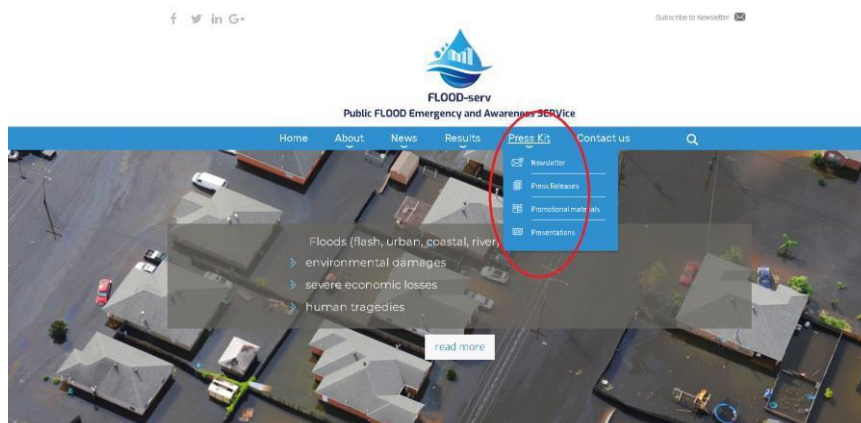 f in G+
Subscribe to Newsletter
FLOOD-serv
Public FLOOD Emergency and Awareness SERVice
Home About News Results Press Kit Contact us
Newsletter
Press Releases
Promotional materials
Presentations
Floods (flash, urban, coastal, river,
environmental damages
severe economic losses
human tragedies
read more